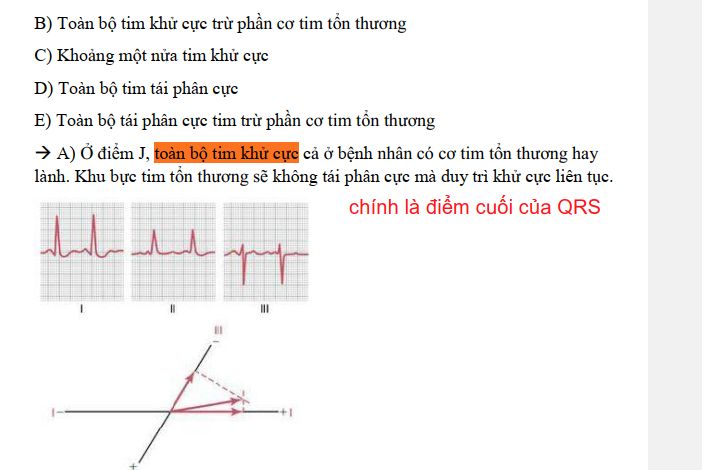 B) Toàn bộ tim khử cực trừ phần cơ tim tổn thương
C) Khoảng một nửa tim khử cực
D) Toàn bộ tim tái phân cực
E) Toàn bộ tái phân cực tim trừ phần cơ tim tổn thương
→ A) Ở điểm J, toàn bộ tim khử cực cả ở bệnh nhân có cơ tim tổn thương hay
lành. Khu bực tim tổn thương sẽ không tái phân cực mà duy trì khử cực liên tục.
chính là điểm cuối của QRS
I II III
III
−
I − + I
+